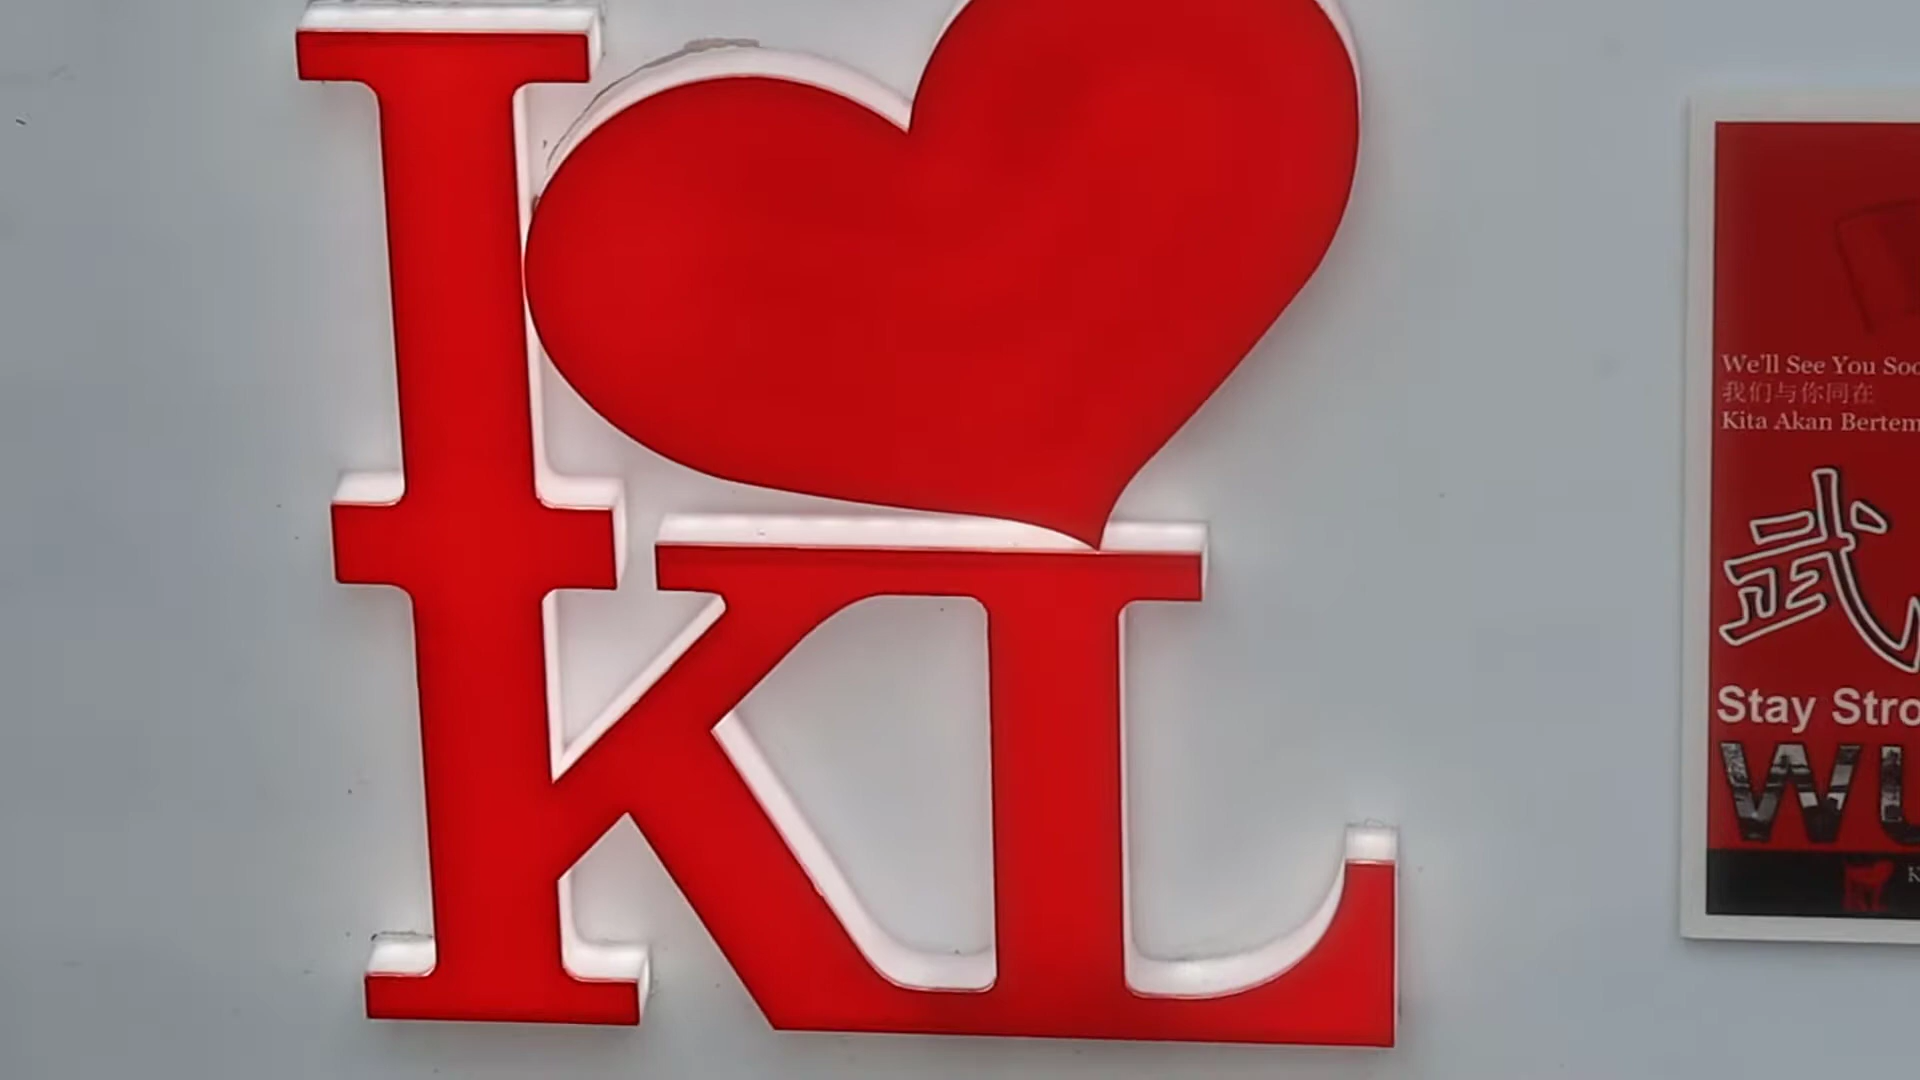 I
KL
We'll See You Soo
我们与你同在
Kita Akan Bertem
武
Stay Stro
WU
K
KL